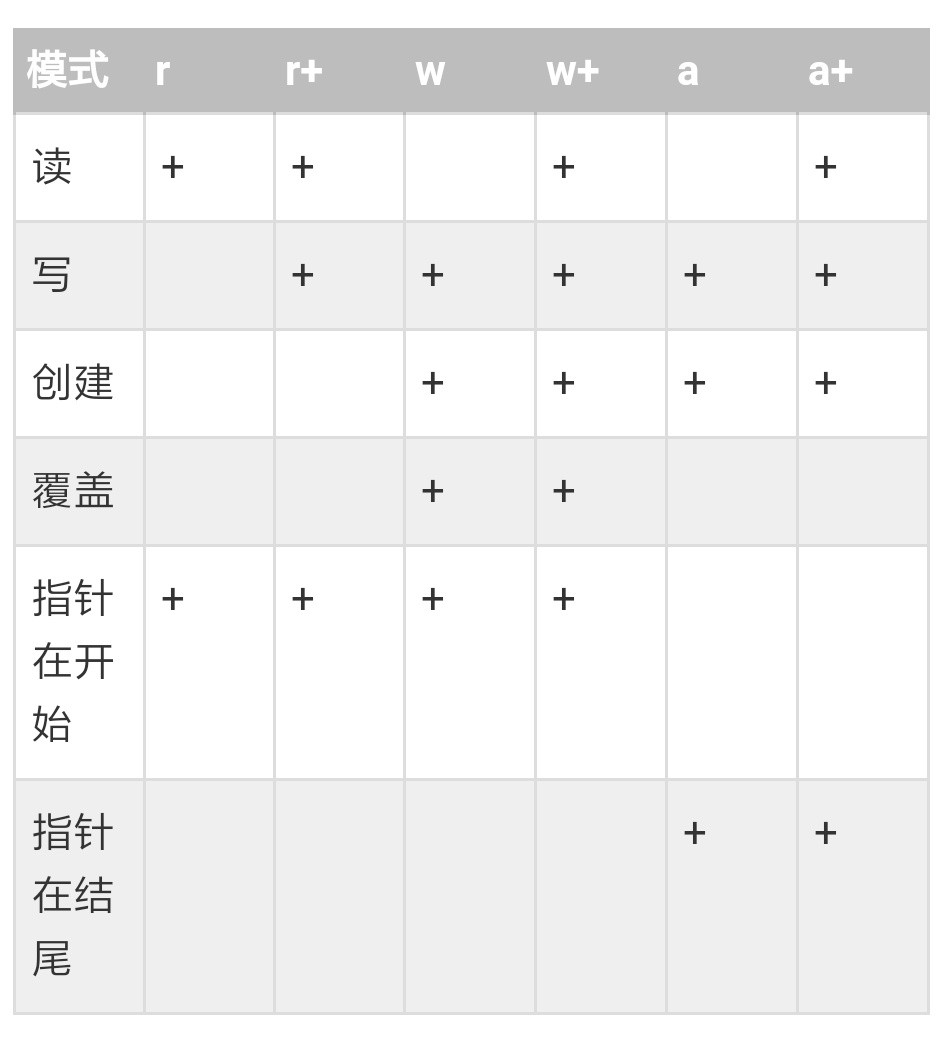 模式 r r+ w w+ a a+
读 + + + +
写 + + + + +
创建 + + + +
覆盖 + +
指针 + + + +
在开
始
指针 + +
在结
尾